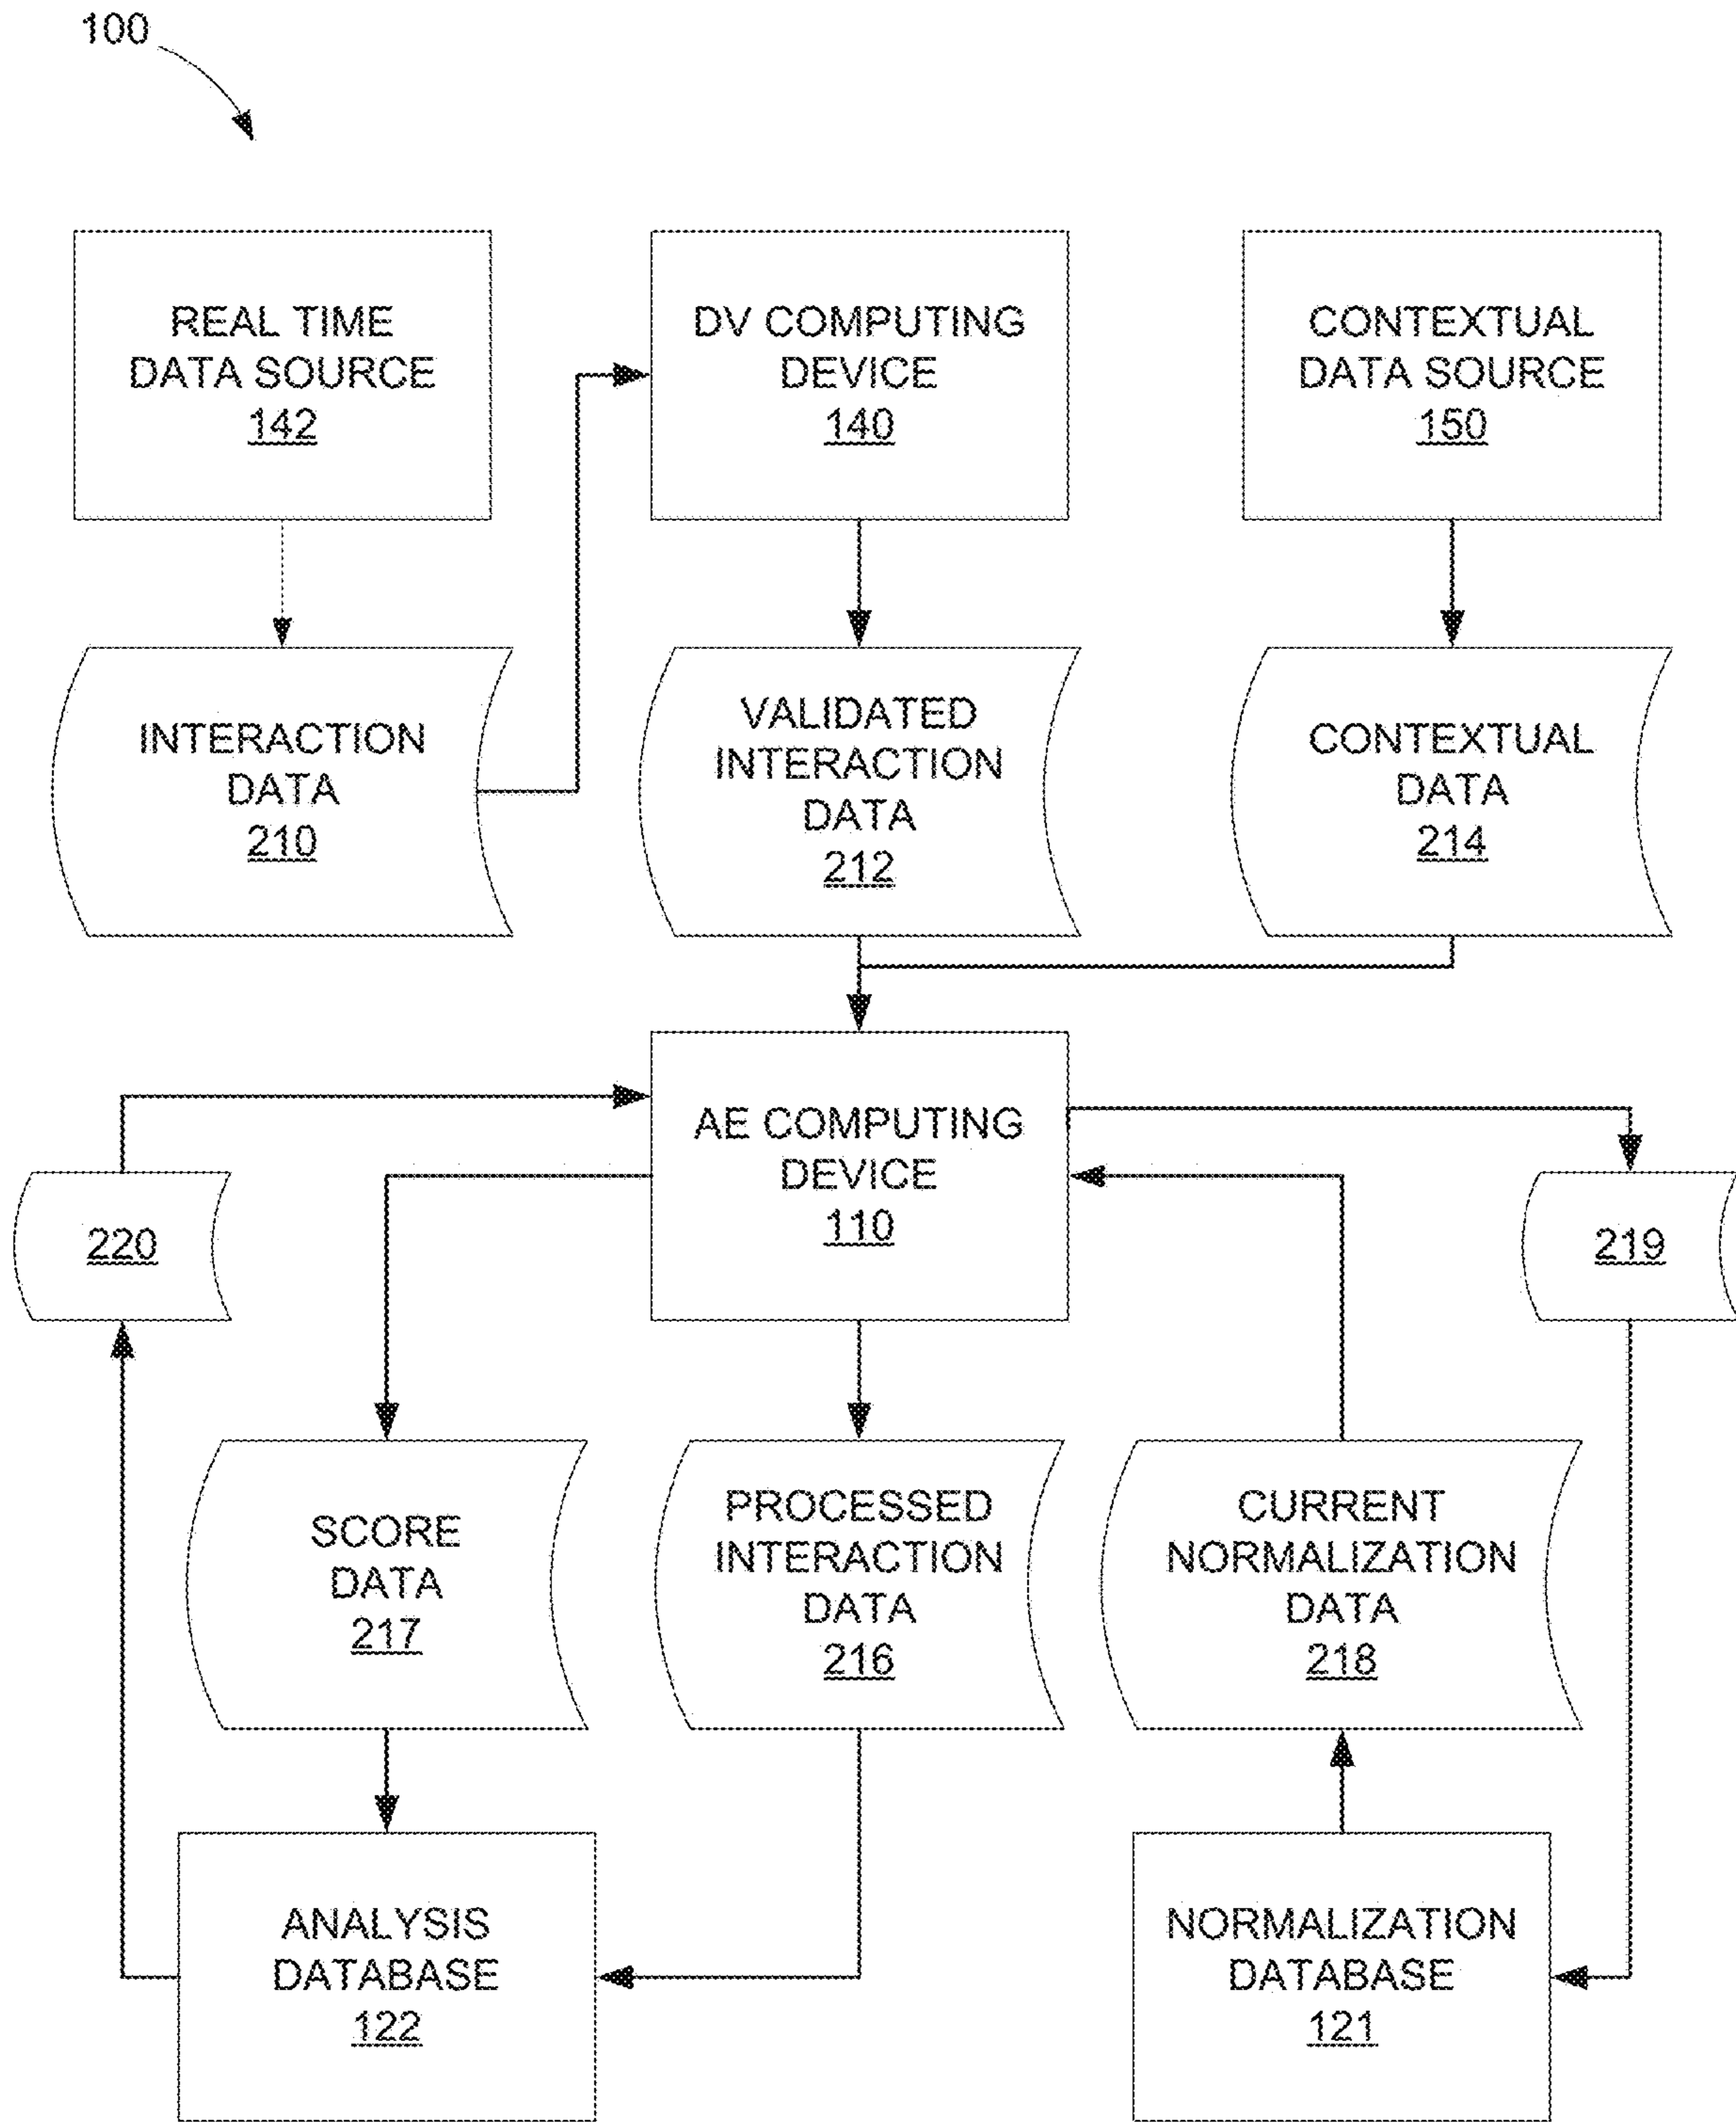 100
REAL TIME
DATA SOURCE
142
DV COMPUTING
DEVICE
140
CONTEXTUAL
DATA SOURCE
150
INTERACTION
DATA
210
VALIDATED
INTERACTION
DATA
212
CONTEXTUAL
DATA
214
AE COMPUTING
DEVICE
110
220
219
SCORE
DATA
217
PROCESSED
INTERACTION
DATA
216
CURRENT
NORMALIZATION
DATA
218
ANALYSIS
DATABASE
122
NORMALIZATION
DATABASE
121